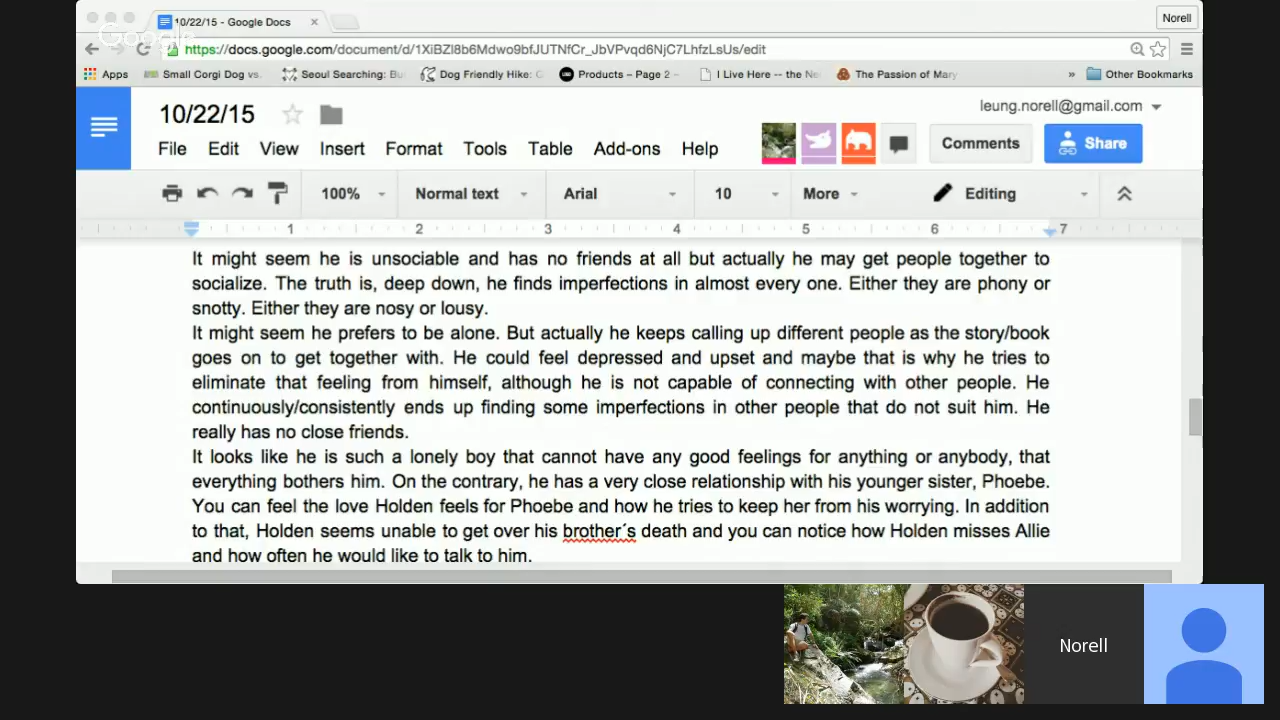 10/22/15 - Google Docs
Norell
Google
https://docs.google.com/document/d/1XiBZI8b6Mdwo9bfJUTNfCr_JbVPvqd6NjC7LhfzLsUs/edit
Apps Small Corgi Dog vs. Seoul Searching: Bu Dog Friendly Hike: G Products – Page 2 – I Live Here -- the Ne The Passion of Mary » Other Bookmarks
10/22/15
leung.norell@gmail.com
File Edit View Insert Format Tools Table Add-ons Help
Comments Share
100% Normal text Arial 10 More Editing
1 2 3 4 5 6 7
It might seem he is unsociable and has no friends at all but actually he may get people together to
socialize. The truth is, deep down, he finds imperfections in almost every one. Either they are phony or
snotty. Either they are nosy or lousy.
It might seem he prefers to be alone. But actually he keeps calling up different people as the story/book
goes on to get together with. He could feel depressed and upset and maybe that is why he tries to
eliminate that feeling from himself, although he is not capable of connecting with other people. He
continuously/consistently ends up finding some imperfections in other people that do not suit him. He
really has no close friends.
It looks like he is such a lonely boy that cannot have any good feelings for anything or anybody, that
everything bothers him. On the contrary, he has a very close relationship with his younger sister, Phoebe.
You can feel the love Holden feels for Phoebe and how he tries to keep her from his worrying. In addition
to that, Holden seems unable to get over his brother´s death and you can notice how Holden misses Allie
and how often he would like to talk to him.
Norell